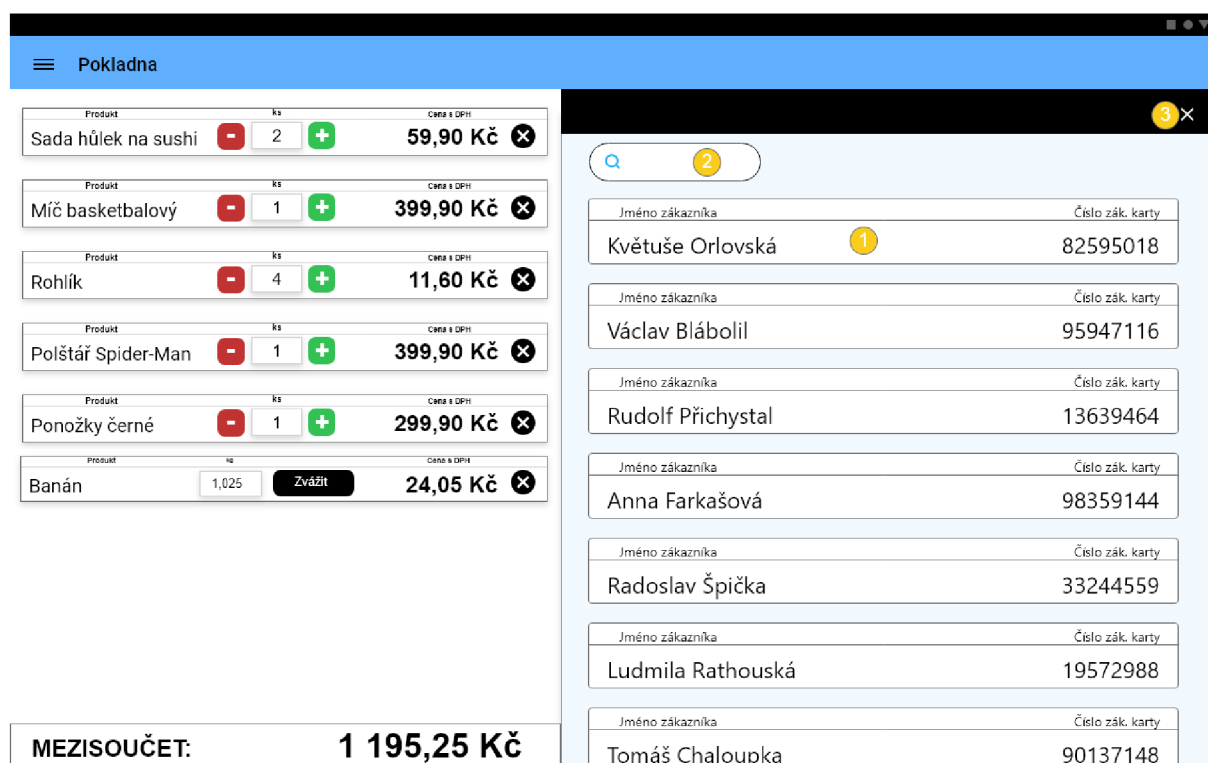 Pokladna
Produkt ks Cena s DPH
Sada hůlek na sushi - 2 + 59,90 Kč
Produkt ks Cena s DPH
Míč basketbalový - 1 + 399,90 Kč
Produkt ks Cena s DPH
Rohlík - 4 + 11,60 Kč
Produkt ks Cena s DPH
Polštář Spider-Man - 1 + 399,90 Kč
Produkt ks Cena s DPH
Ponožky černé - 1 + 299,90 Kč
Produkt kg Cena s DPH
Banán 1,025 Zvážit 24,05 Kč
MEZISOUČET: 1 195,25 Kč
3
2
Jméno zákazníka Číslo zák. karty
Květuše Orlovská 1 82595018
Jméno zákazníka Číslo zák. karty
Václav Blábolil 95947116
Jméno zákazníka Číslo zák. karty
Rudolf Přichystal 13639464
Jméno zákazníka Číslo zák. karty
Anna Farkašová 98359144
Jméno zákazníka Číslo zák. karty
Radoslav Špička 33244559
Jméno zákazníka Číslo zák. karty
Ludmila Rathouská 19572988
Jméno zákazníka Číslo zák. karty
Tomáš Chaloupka 90137148